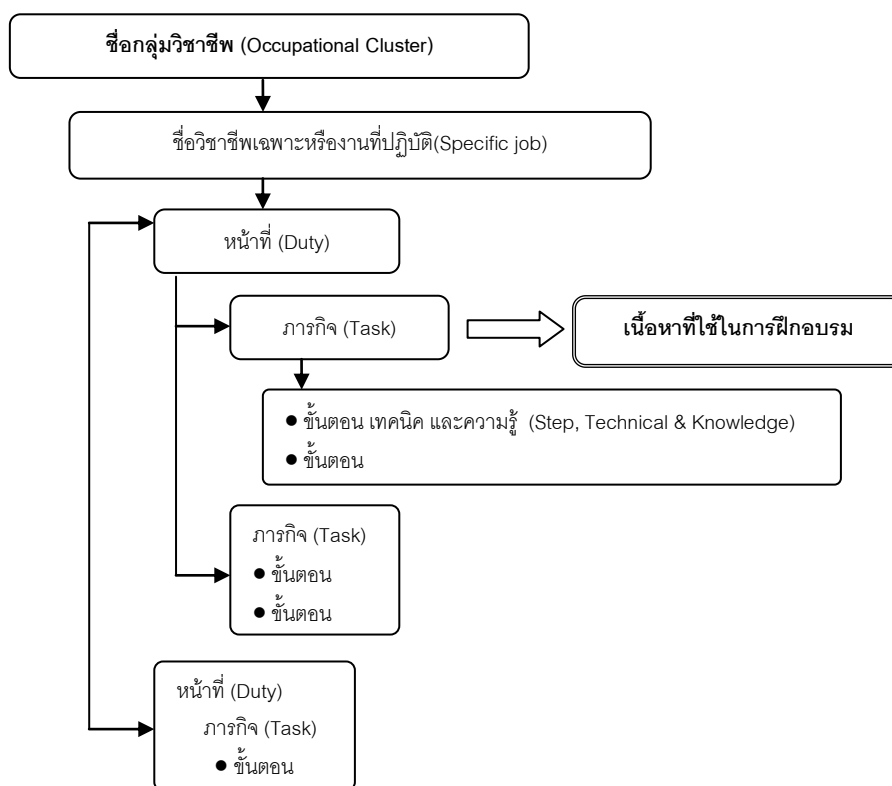 ชื่อกลุ่มวิชาชีพ (Occupational Cluster)
ชื่อวิชาชีพเฉพาะหรืองานที่ปฏิบัติ(Specific job)
หน้าที่ (Duty)
ภารกิจ (Task)
เนื้อหาที่ใช้ในการฝึกอบรม
● ขั้นตอน เทคนิค และความรู้ (Step, Technical & Knowledge)
● ขั้นตอน
ภารกิจ (Task)
● ขั้นตอน
● ขั้นตอน
หน้าที่ (Duty)
ภารกิจ (Task)
● ขั้นตอน